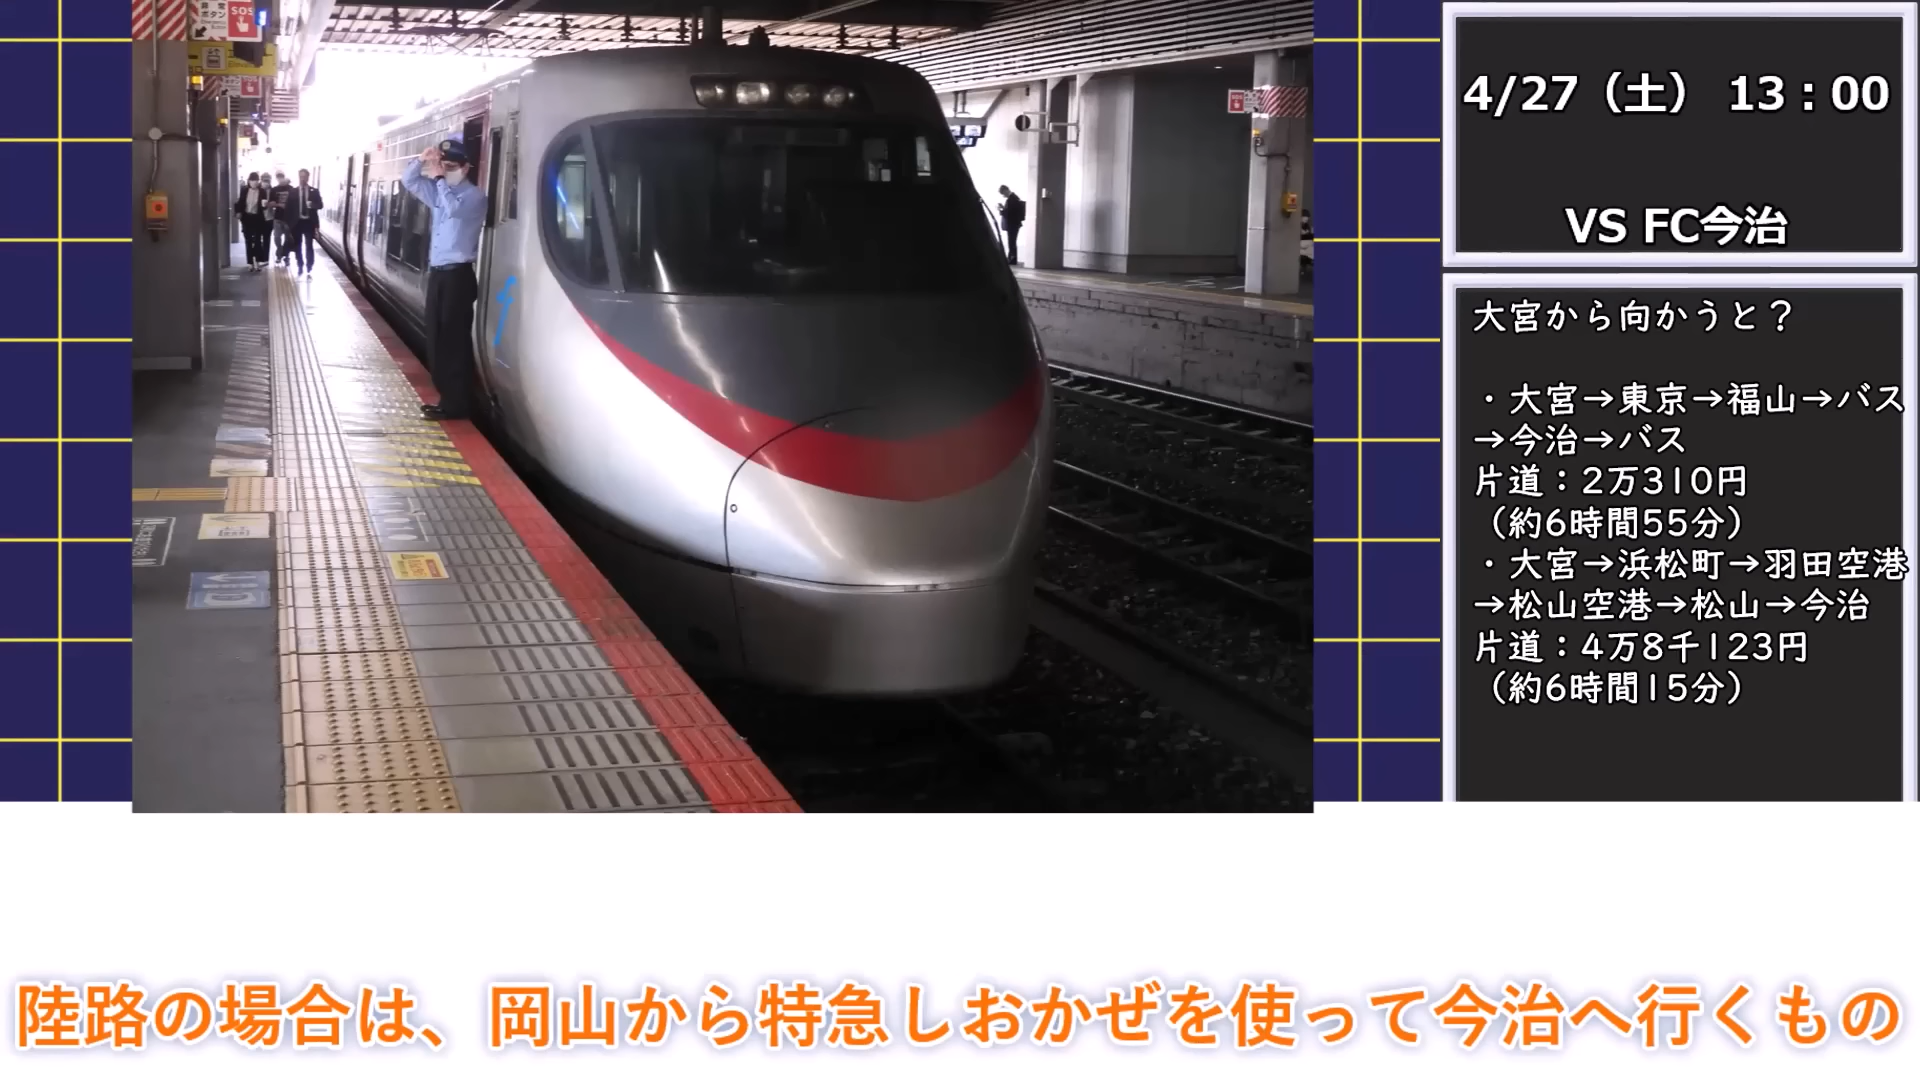 SOS
4/27（土） 13：00
VS FC今治
大宮から向かうと？
・大宮→東京→福山→バス
→今治→バス
片道：2万310円
（約6時間55分）
・大宮→浜松町→羽田空港
→松山空港→松山→今治
片道：4万8千123円
（約6時間15分）
陸路の場合は、岡山から特急しおかぜを使って今治へ行くもの